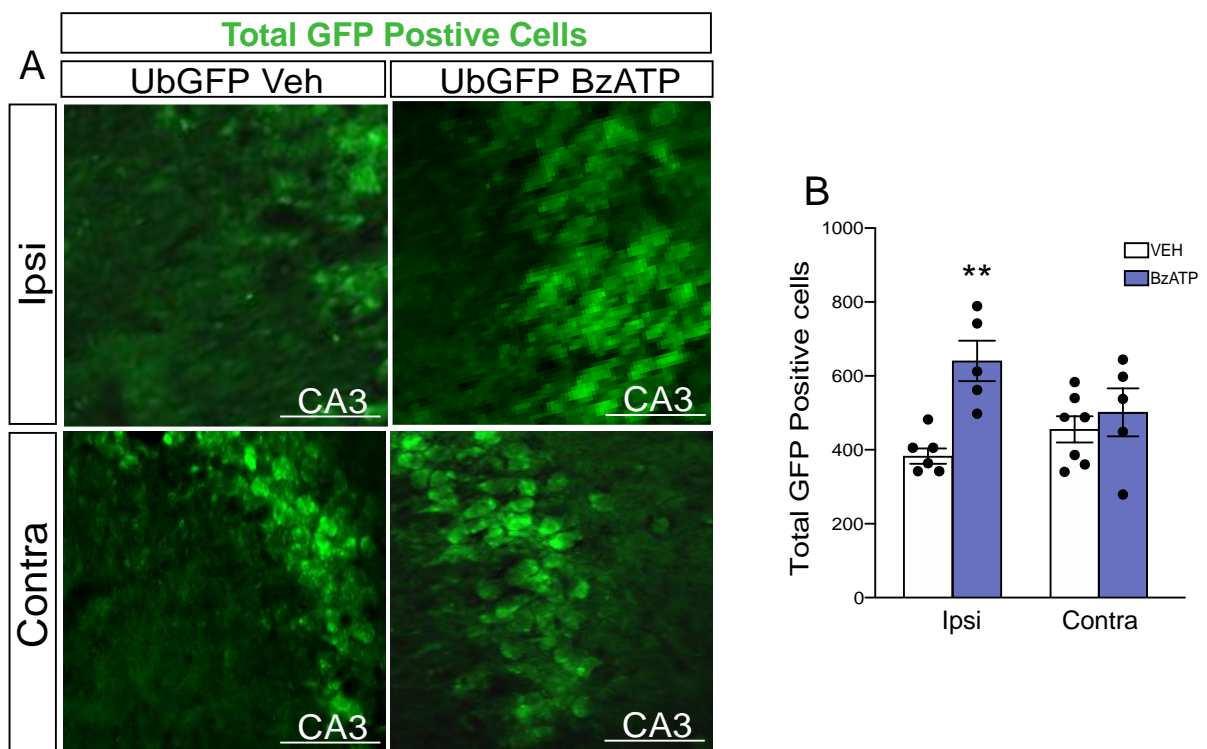 Total GFP Postive Cells
A
UbGFP Veh
UbGFP BzATP
Ipsi
CA3
CA3
Contra
CA3
CA3
B
Total GFP Positive cells
1000
800
600
400
200
0
**
VEH
BzATP
Ipsi
Contra